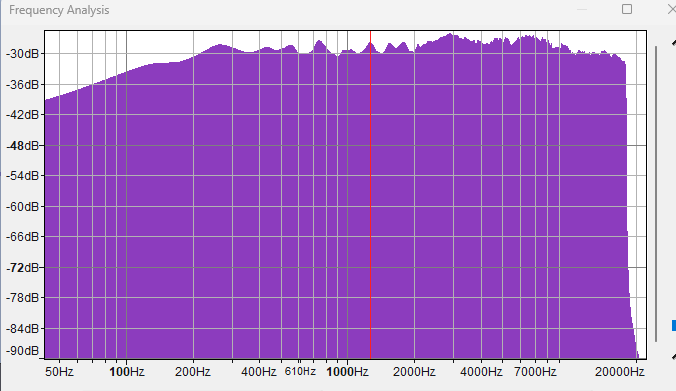 Frequency Analysis
-30dB
-36dB
-42dB
-48dB
-54dB
-60dB
-66dB
-72dB
-78dB
-84dB
-90dB
50Hz 100Hz 200Hz 400Hz 610Hz 1000Hz 2000Hz 4000Hz 7000Hz 20000Hz